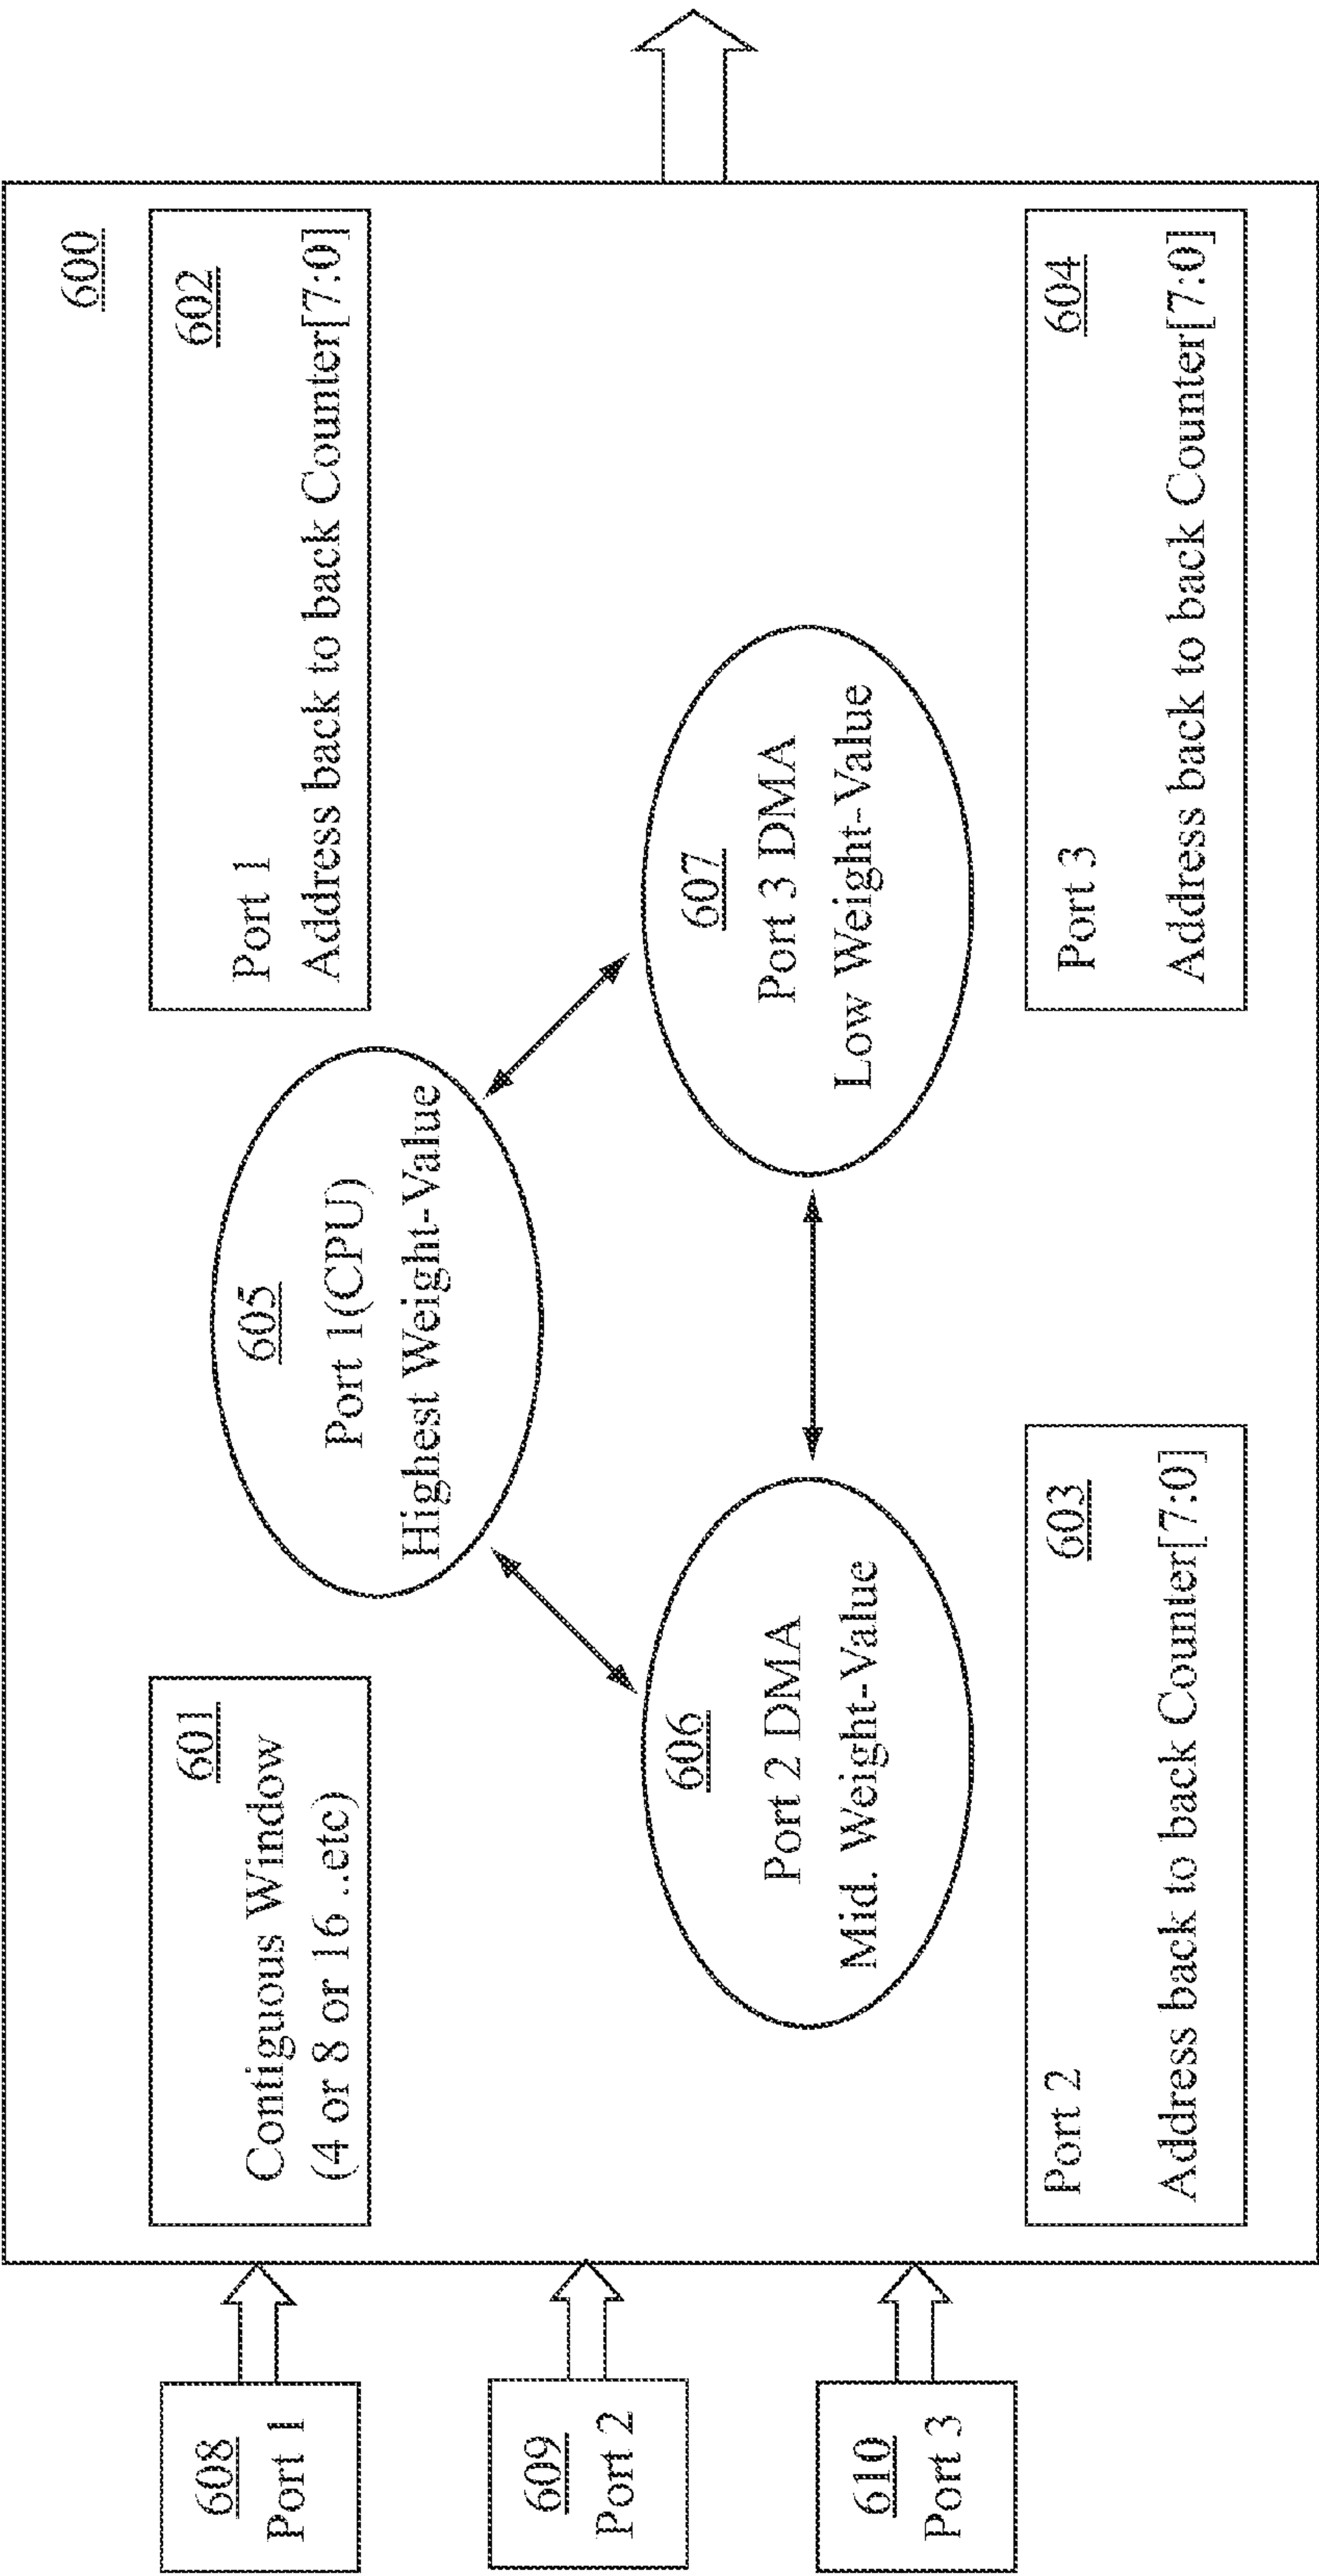 600
608
Port 1
609
Port 2
610
Port 3
601
Contiguous Window
(4 or 8 or 16 ..etc)
602
Port 1
Address back to back Counter[7:0]
605
Port 1(CPU)
Highest Weight-Value
606
Port 2 DMA
Mid. Weight-Value
607
Port 3 DMA
Low Weight-Value
Port 2
603
Address back to back Counter[7:0]
Port 3
604
Address back to back Counter[7:0]